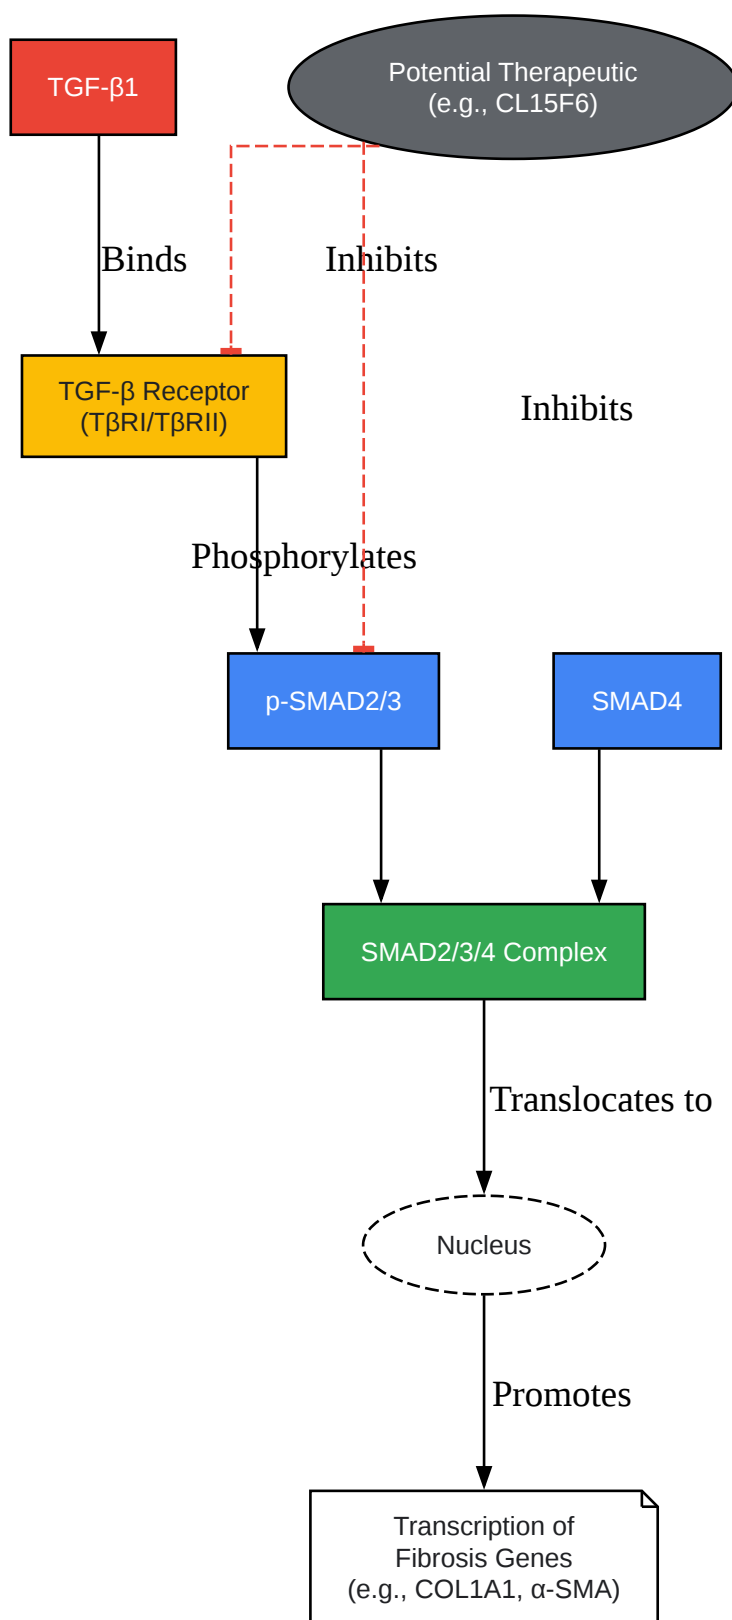 TGF-β1
Potential Therapeutic
(e.g., CL15F6)
Binds
Inhibits
TGF-β Receptor
(TβRI/TβRII)
Inhibits
Phosphorylates
p-SMAD2/3
SMAD4
SMAD2/3/4 Complex
Translocates to
Nucleus
Promotes
Transcription of
Fibrosis Genes
(e.g., COL1A1, α-SMA)